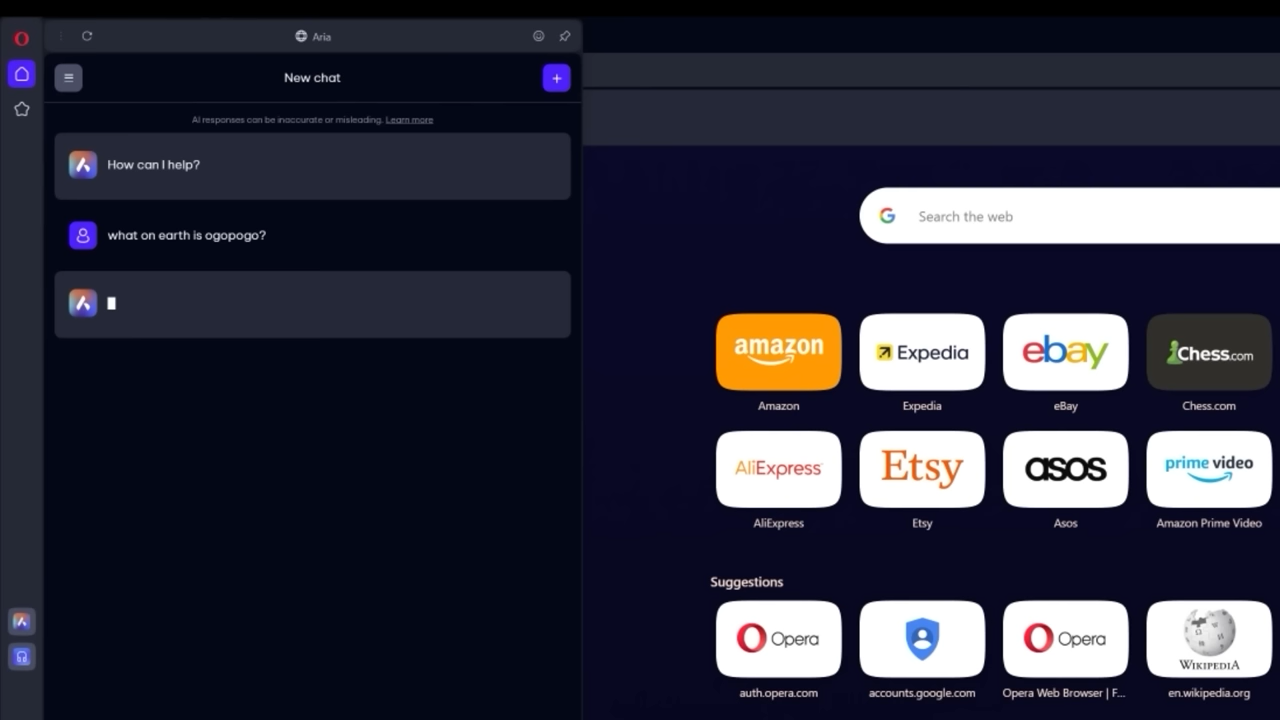 Aria
New chat
AI responses can be inaccurate or misleading. Learn more
How can I help?
what on earth is ogopogo?
Search the web
amazon
Expedia
ebay
Chess.com
Amazon
Expedia
eBay
Chess.com
AliExpress
Etsy
asos
prime video
AliExpress
Etsy
Asos
Amazon Prime Video
Suggestions
Opera
Opera
WIKIPEDIA
auth.opera.com
accounts.google.com
Opera Web Browser | F...
en.wikipedia.org